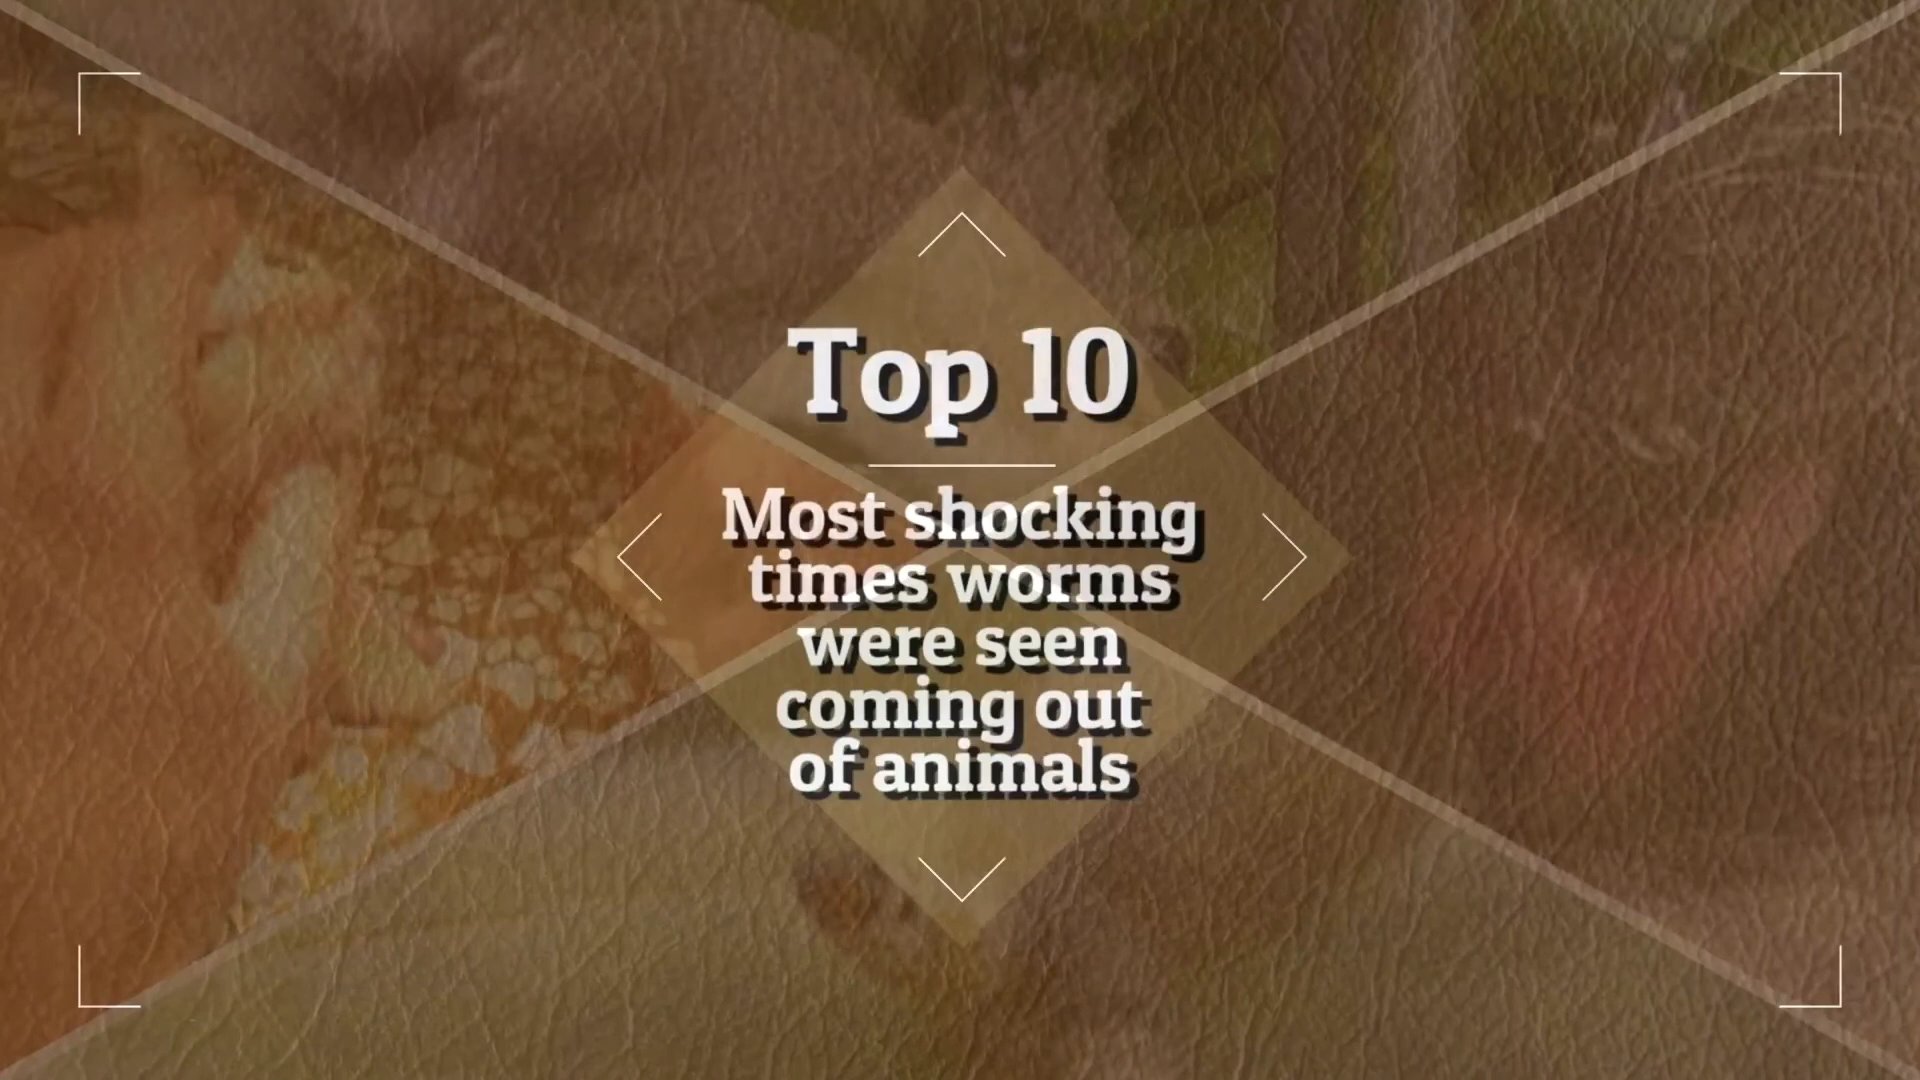 Top 10
Most shocking
times worms
were seen
coming out
of animals